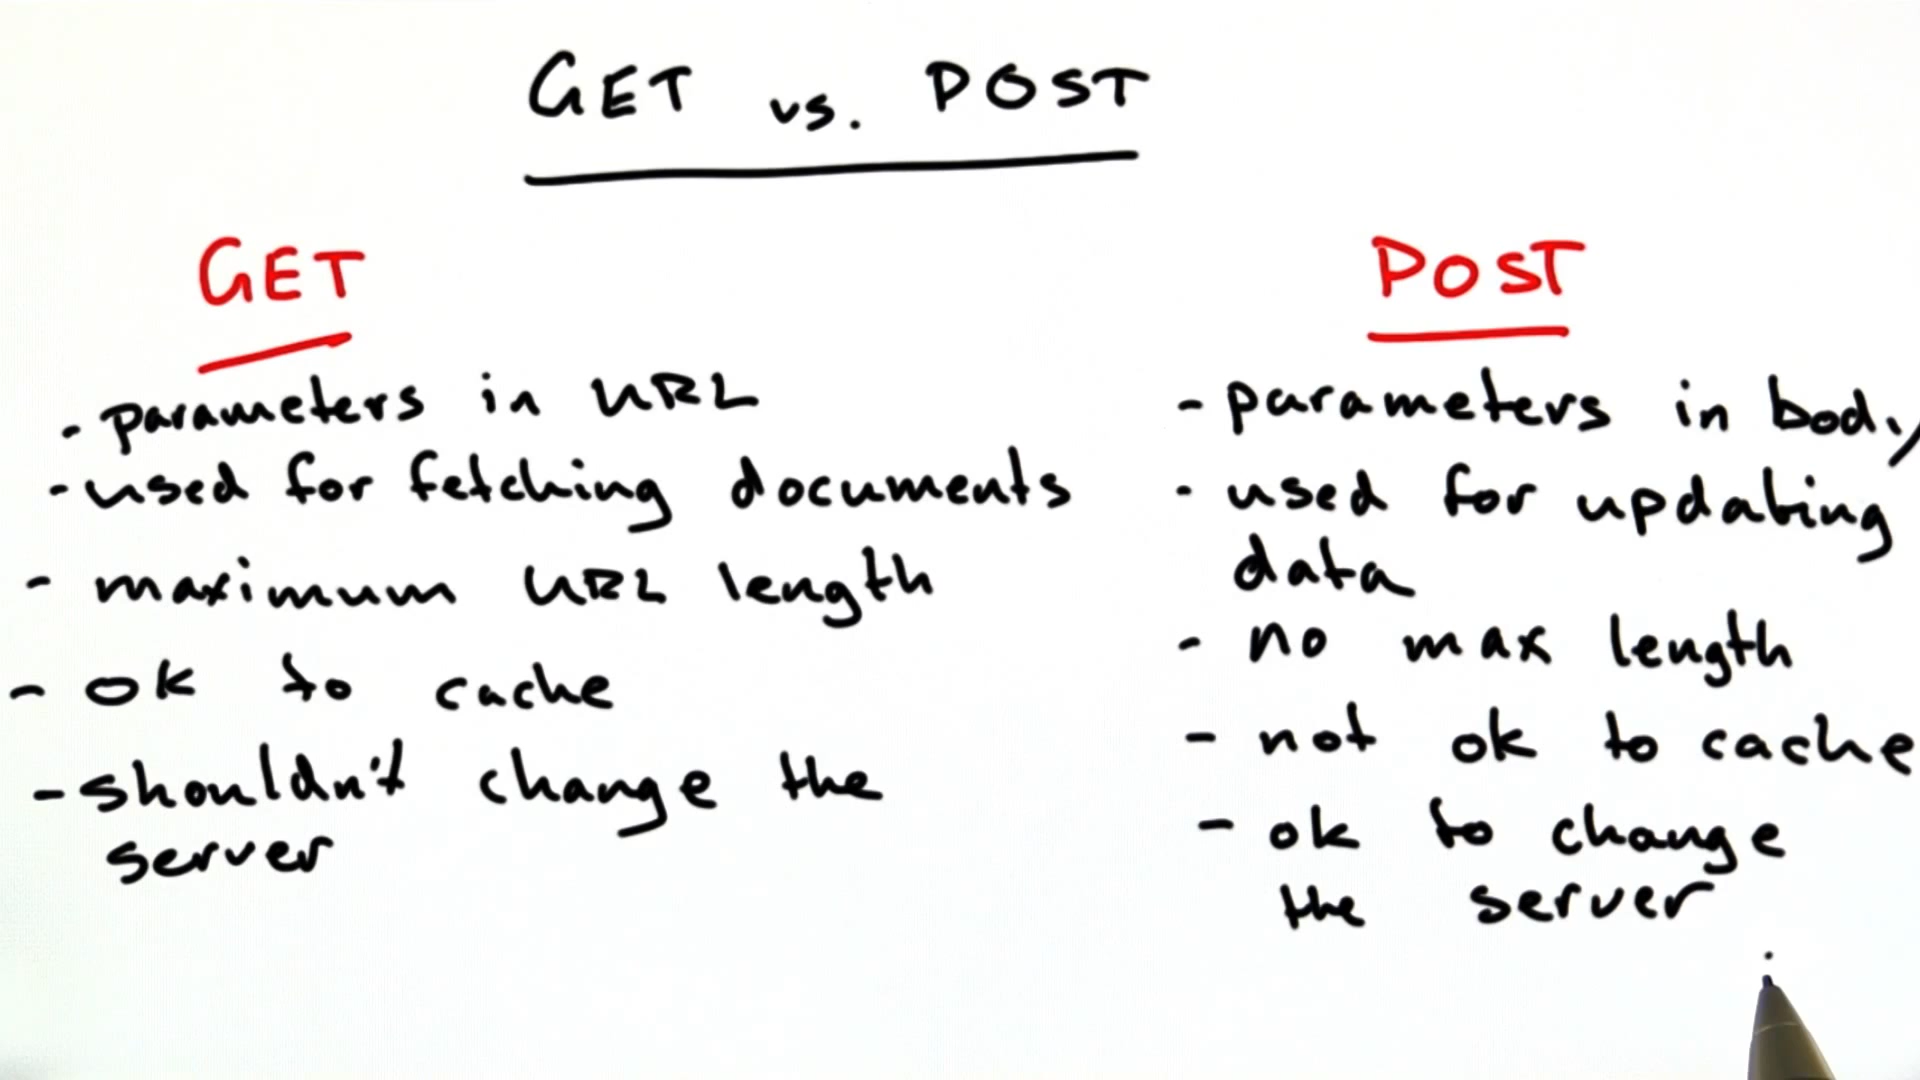 GET vs. POST
GET
- parameters in URL
- used for fetching documents
- maximum URL length
- ok to cache
- shouldn't change the
server
POST
- parameters in body
- used for updating
data
- no max length
- not ok to cache
- ok to change
the server